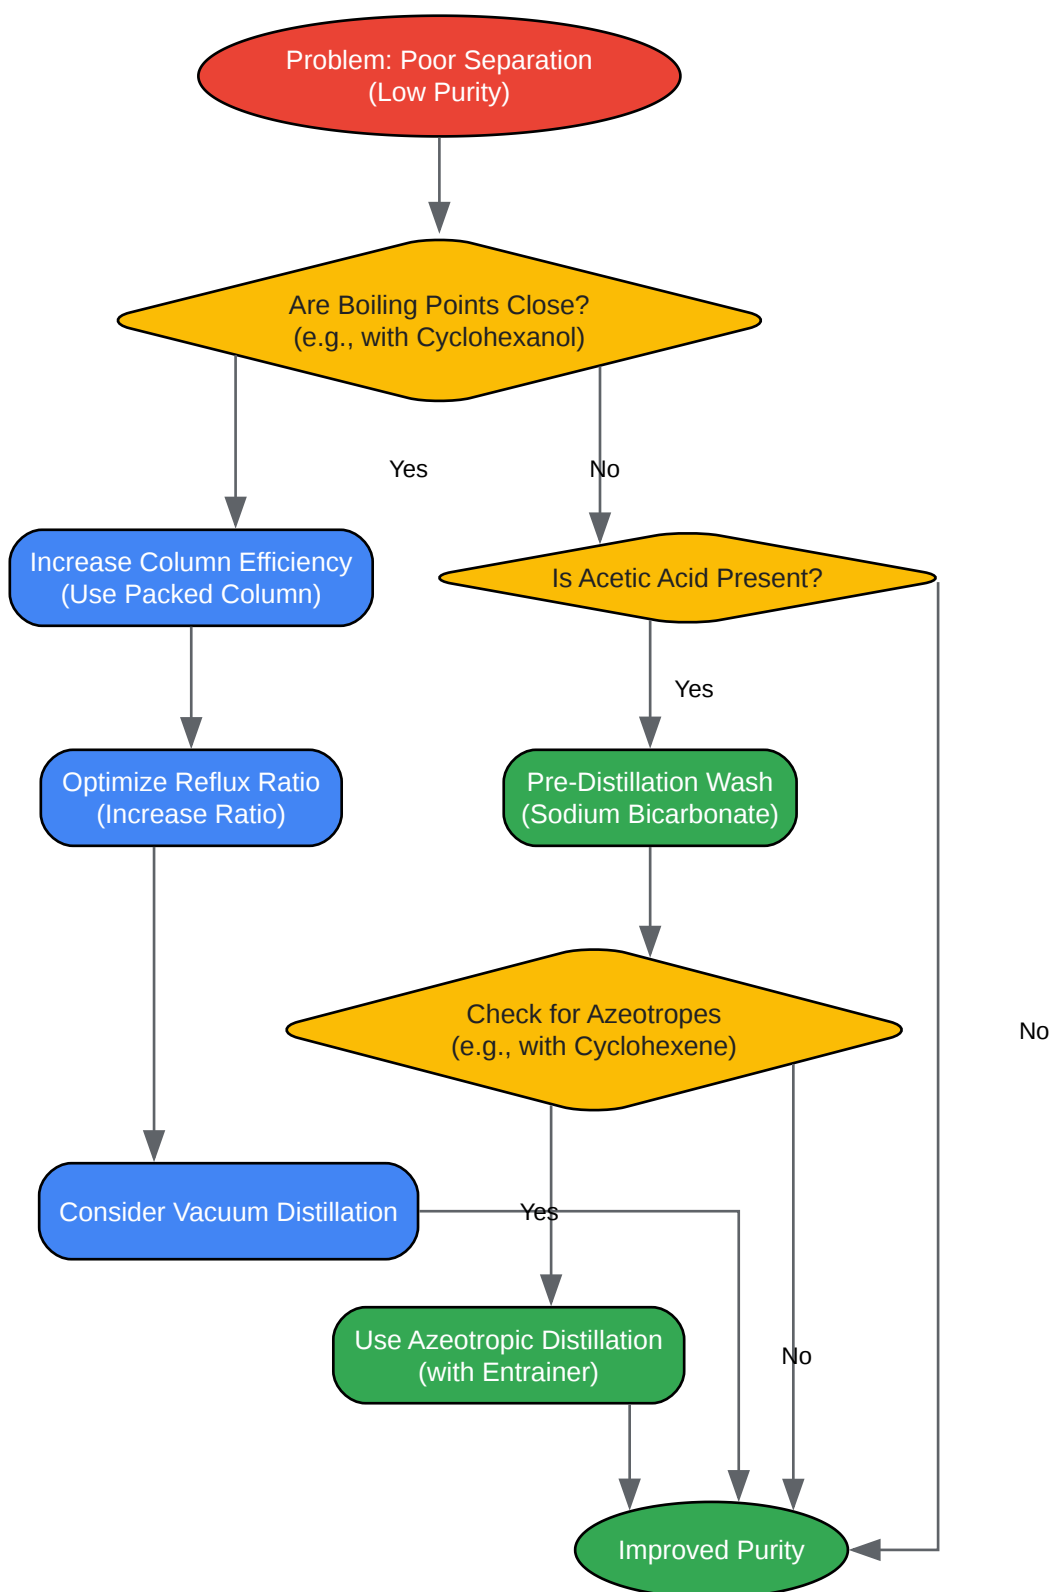 Problem: Poor Separation
(Low Purity)
Are Boiling Points Close?
(e.g., with Cyclohexanol)
Yes
No
Increase Column Efficiency
(Use Packed Column)
Is Acetic Acid Present?
Yes
Optimize Reflux Ratio
(Increase Ratio)
Pre-Distillation Wash
(Sodium Bicarbonate)
Check for Azeotropes
(e.g., with Cyclohexene)
No
Consider Vacuum Distillation
Yes
Use Azeotropic Distillation
(with Entrainer)
No
Improved Purity